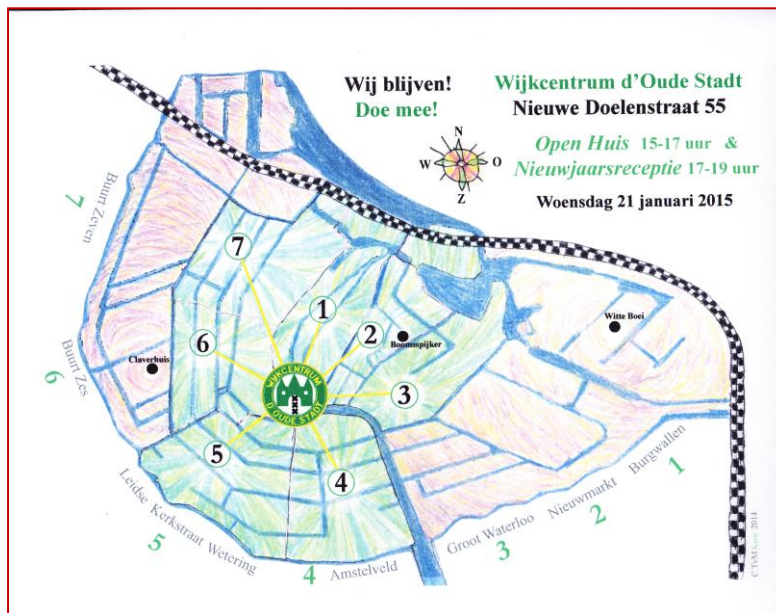 Wij blijven!
Doe mee!
Wijkcentrum d'Oude Stadt
Nieuwe Doelenstraat 55
Open Huis 15-17 uur &
Nieuwjaarsreceptie 17-19 uur
Woensdag 21 januari 2015
N
W
O
Z
7
Buurt Zeven
7
1
2
Boomsspijker
Witte Boei
6
Claverhuis
Buurt Zes
6
3
WIJKCENTRUM
D OUDE STADT
5
4
Burgwallen
1
Nieuwmarkt
2
Groot Waterloo
3
Leidse Kerkstraat Wetering
5
4
Amstelveld
2014